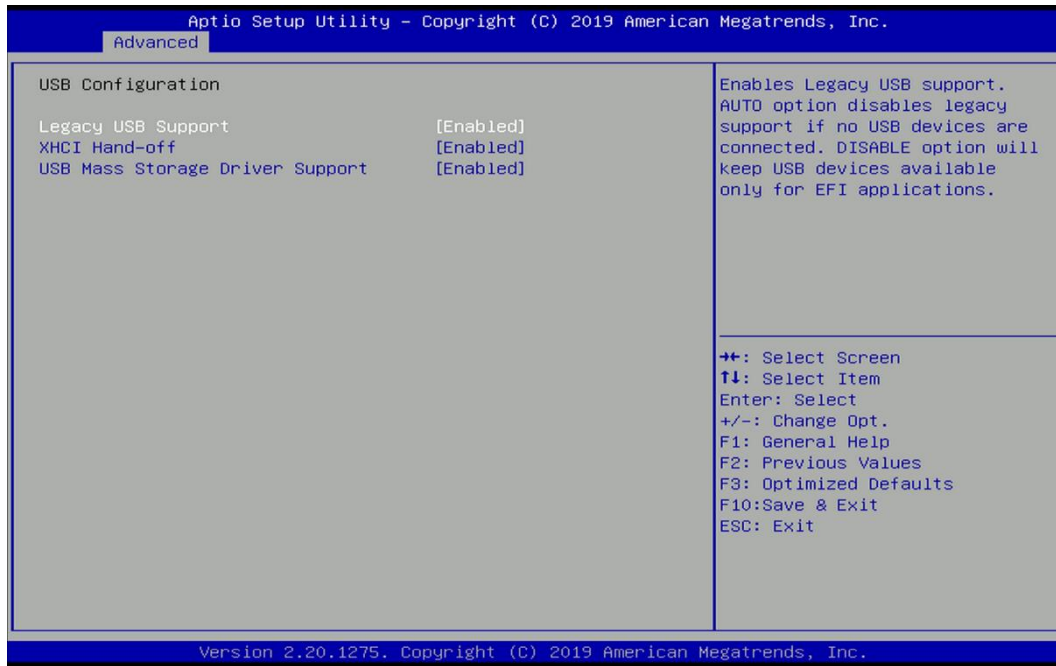 Aptio Setup Utility – Copyright (C) 2019 American Megatrends, Inc.
Advanced
USB Configuration
Legacy USB Support [Enabled]
XHCI Hand-off [Enabled]
USB Mass Storage Driver Support [Enabled]
Enables Legacy USB support.
AUTO option disables legacy
support if no USB devices are
connected. DISABLE option will
keep USB devices available
only for EFI applications.
→←: Select Screen
↑↓: Select Item
Enter: Select
+/-: Change Opt.
F1: General Help
F2: Previous Values
F3: Optimized Defaults
F10:Save & Exit
ESC: Exit
Version 2.20.1275. Copyright (C) 2019 American Megatrends, Inc.